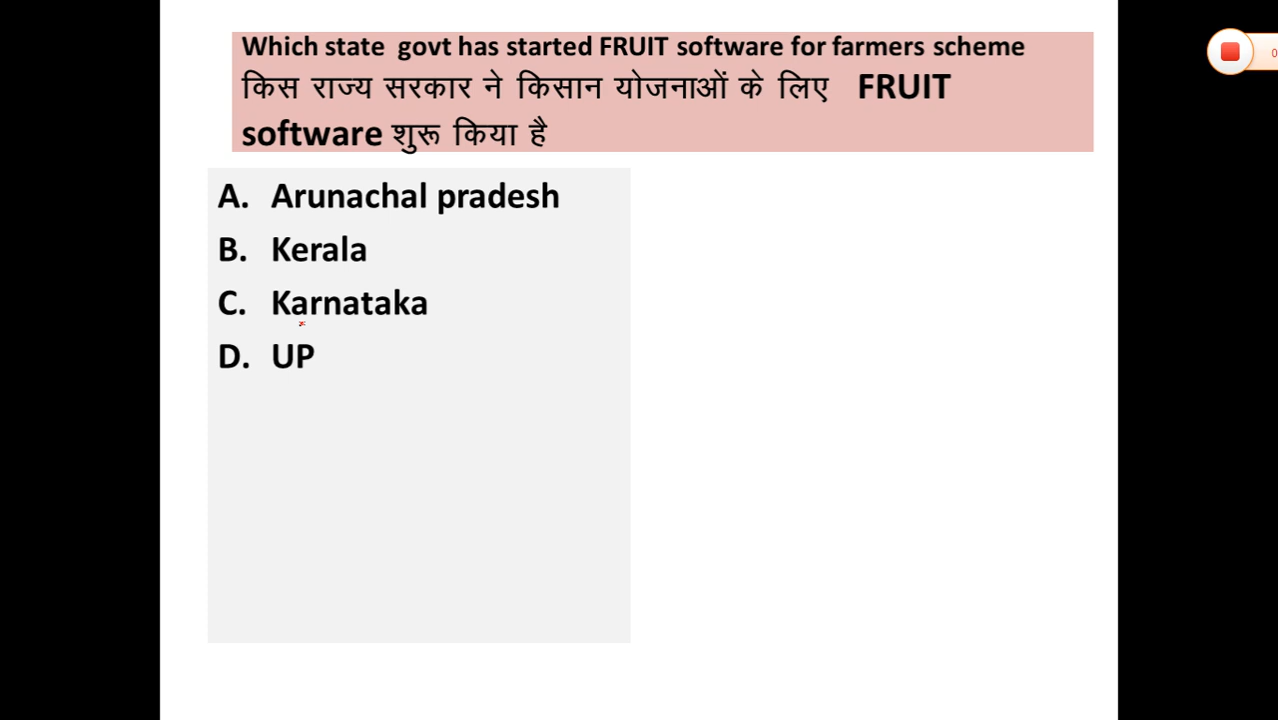 Which state govt has started FRUIT software for farmers scheme
किस राज्य सरकार ने किसान योजनाओं के लिए FRUIT
software शुरू किया है
A. Arunachal pradesh
B. Kerala
C. Karnataka
D. UP